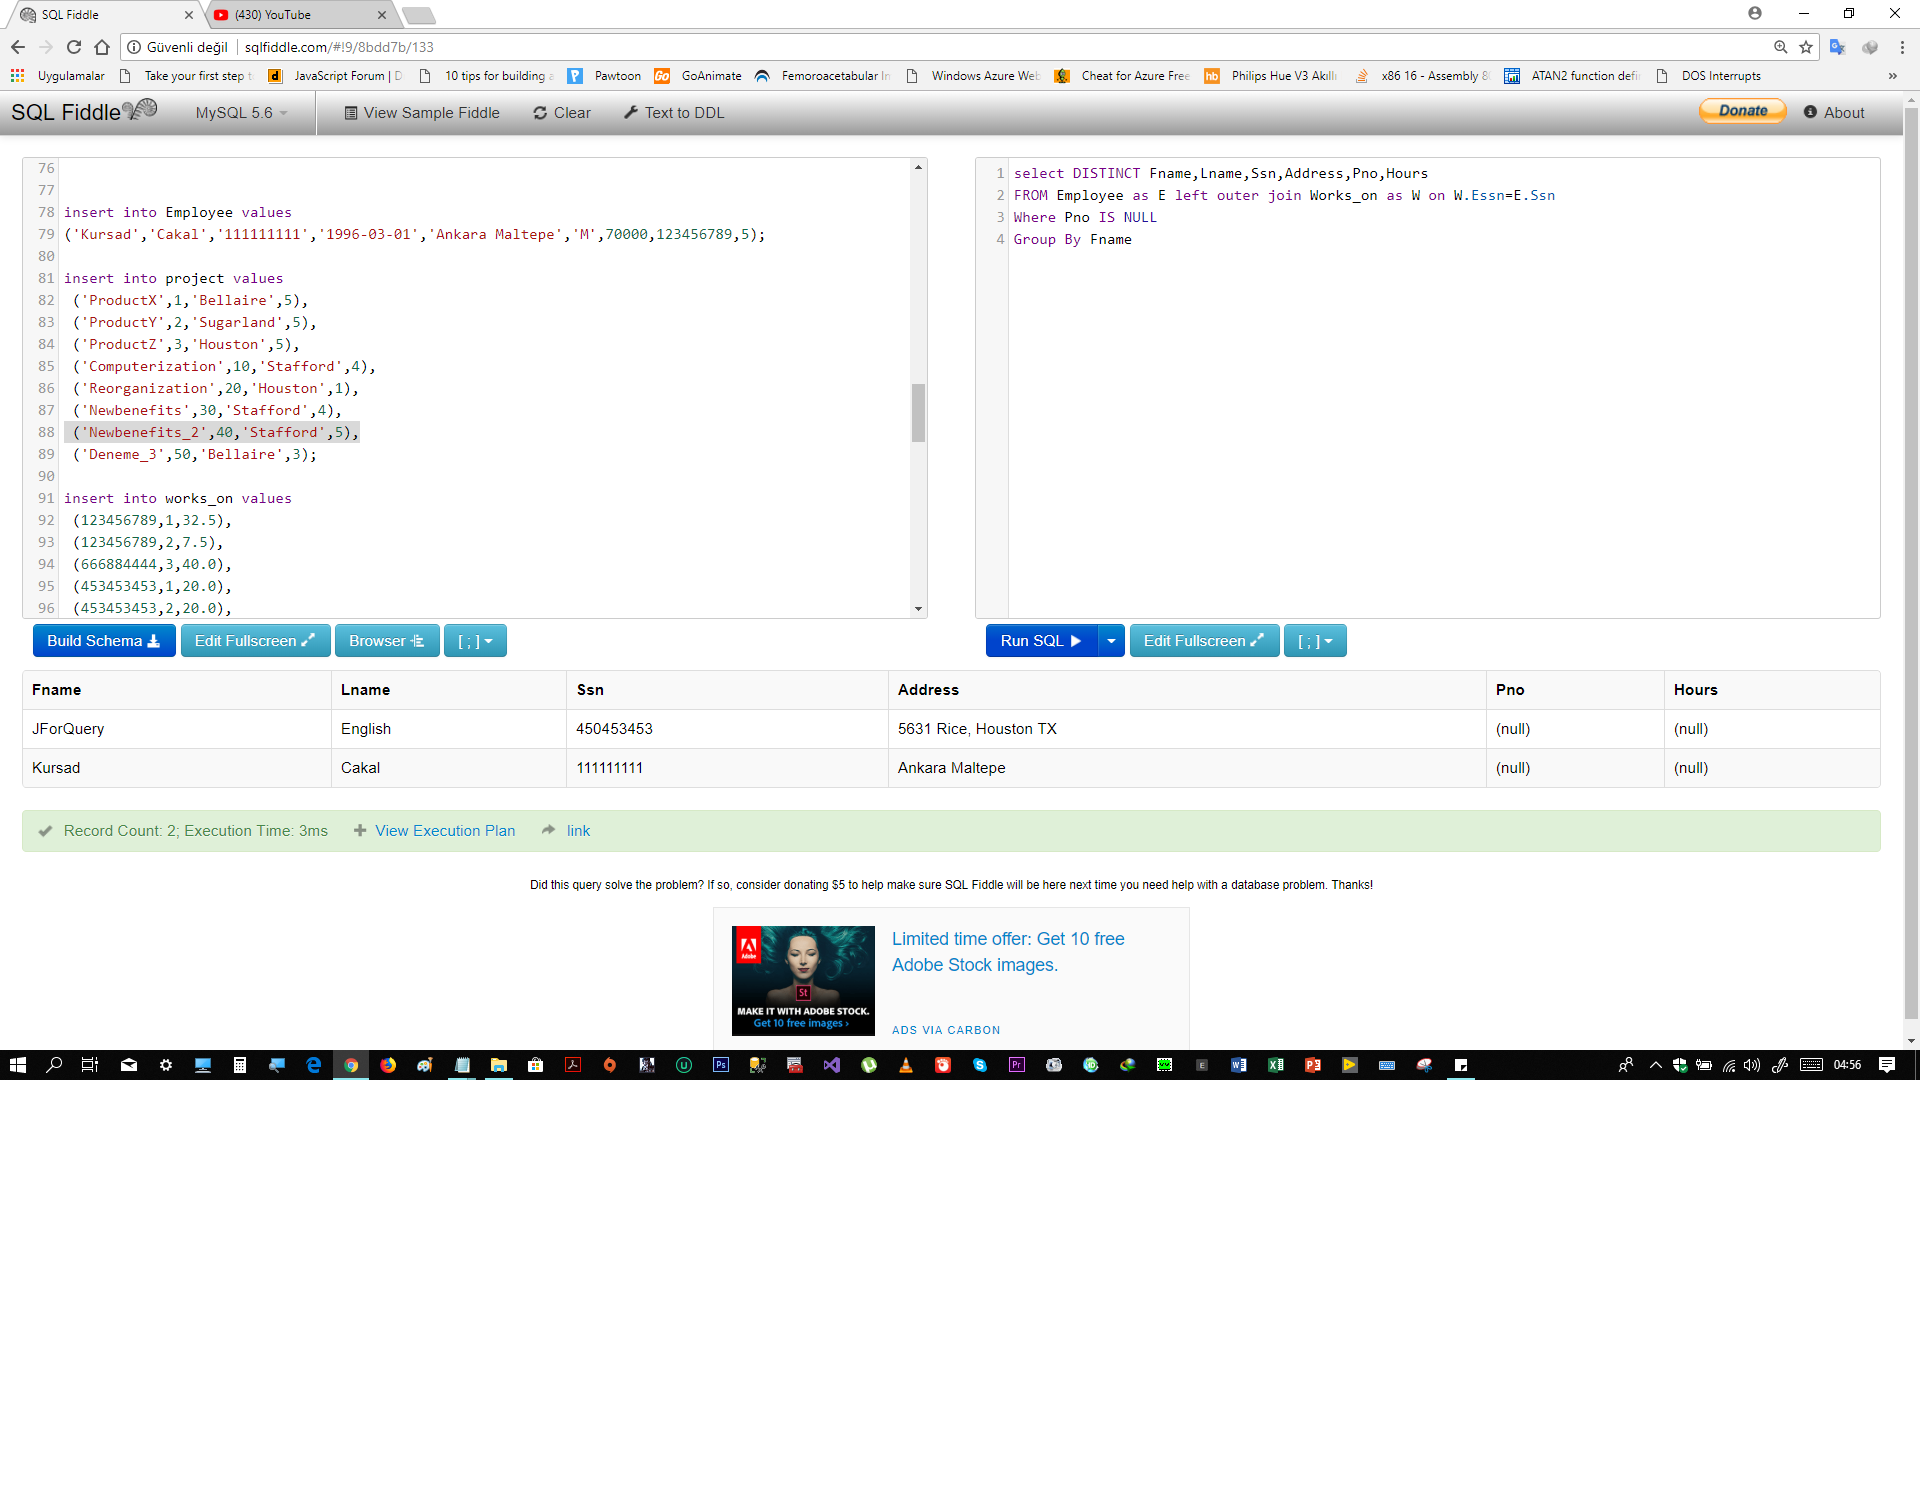 SQL Fiddle
(430) YouTube
Güvenli değil
sqlfiddle.com/#!9/8bdd7b/133
Uygulamalar
Take your first step t
JavaScript Forum | D
10 tips for building a
Pawtoon
GoAnimate
Femoroacetabular In
Windows Azure Web
Cheat for Azure Free
Philips Hue V3 Akıllı
x86 16 - Assembly 80
ATAN2 function defi
DOS Interrupts
»
SQL Fiddle
MySQL 5.6
View Sample Fiddle
Clear
Text to DDL
Donate
About
76
77
78 insert into Employee values
79 ('Kursad','Cakal','111111111','1996-03-01','Ankara Maltepe','M',70000,123456789,5);
80
81 insert into project values
82 ('ProductX',1,'Bellaire',5),
83 ('ProductY',2,'Sugarland',5),
84 ('ProductZ',3,'Houston',5),
85 ('Computerization',10,'Stafford',4),
86 ('Reorganization',20,'Houston',1),
87 ('Newbenefits',30,'Stafford',4),
88 ('Newbenefits_2',40,'Stafford',5),
89 ('Deneme_3',50,'Bellaire',3);
90
91 insert into works_on values
92 (123456789,1,32.5),
93 (123456789,2,7.5),
94 (666884444,3,40.0),
95 (453453453,1,20.0),
96 (453453453,2,20.0),
1 select DISTINCT Fname,Lname,Ssn,Address,Pno,Hours
2 FROM Employee as E left outer join Works_on as W on W.Essn=E.Ssn
3 Where Pno IS NULL
4 Group By Fname
Build Schema
Edit Fullscreen
Browser
[ ; ]
Run SQL
Edit Fullscreen
[ ; ]
Fname Lname Ssn Address Pno Hours
JForQuery English 450453453 5631 Rice, Houston TX (null) (null)
Kursad Cakal 111111111 Ankara Maltepe (null) (null)
Record Count: 2; Execution Time: 3ms
View Execution Plan
link
Did this query solve the problem? If so, consider donating $5 to help make sure SQL Fiddle will be here next time you need help with a database problem. Thanks!
Adobe
St
MAKE IT WITH ADOBE STOCK.
Get 10 free images ›
Limited time offer: Get 10 free
Adobe Stock images.
ADS VIA CARBON
04:56